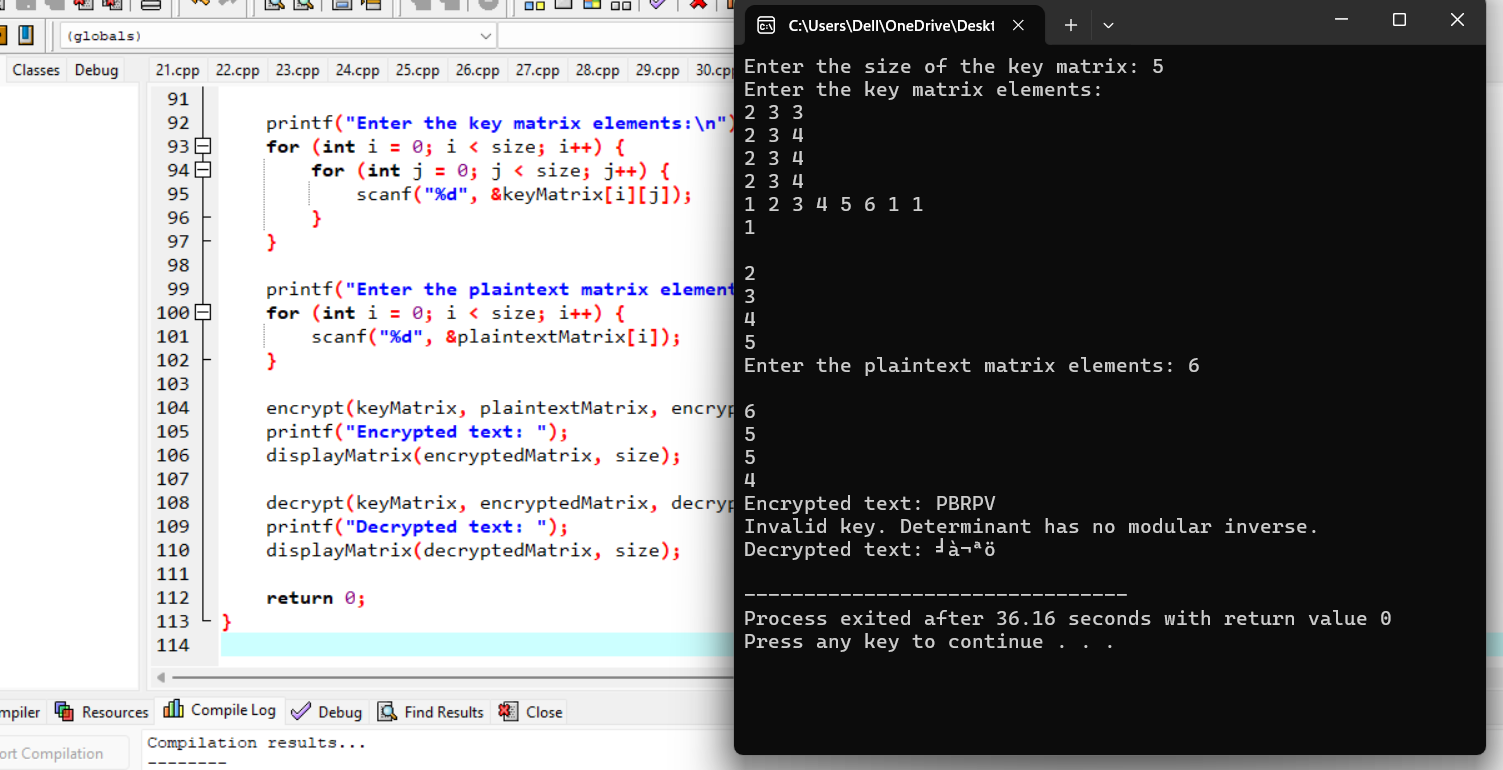 (globals)
Classes Debug
21.cpp 22.cpp 23.cpp 24.cpp 25.cpp 26.cpp 27.cpp 28.cpp 29.cpp 30.cpp
91
92 printf("Enter the key matrix elements:\n")
93 for (int i = 0; i < size; i++) {
94 for (int j = 0; j < size; j++) {
95 scanf("%d", &keyMatrix[i][j]);
96 }
97 }
98
99 printf("Enter the plaintext matrix element
100 for (int i = 0; i < size; i++) {
101 scanf("%d", &plaintextMatrix[i]);
102 }
103
104 encrypt(keyMatrix, plaintextMatrix, encryp
105 printf("Encrypted text: ");
106 displayMatrix(encryptedMatrix, size);
107
108 decrypt(keyMatrix, encryptedMatrix, decryp
109 printf("Decrypted text: ");
110 displayMatrix(decryptedMatrix, size);
111
112 return 0;
113 }
114
mpiler Resources Compile Log Debug Find Results Close
ort Compilation
Compilation results...
--------
C:\Users\Dell\OneDrive\Deskt
Enter the size of the key matrix: 5
Enter the key matrix elements:
2 3 3
2 3 4
2 3 4
2 3 4
1 2 3 4 5 6 1 1
1
2
3
4
5
Enter the plaintext matrix elements: 6
6
5
5
4
Encrypted text: PBRPV
Invalid key. Determinant has no modular inverse.
Decrypted text: ╛à¬ªö
--------------------------------
Process exited after 36.16 seconds with return value 0
Press any key to continue . . .